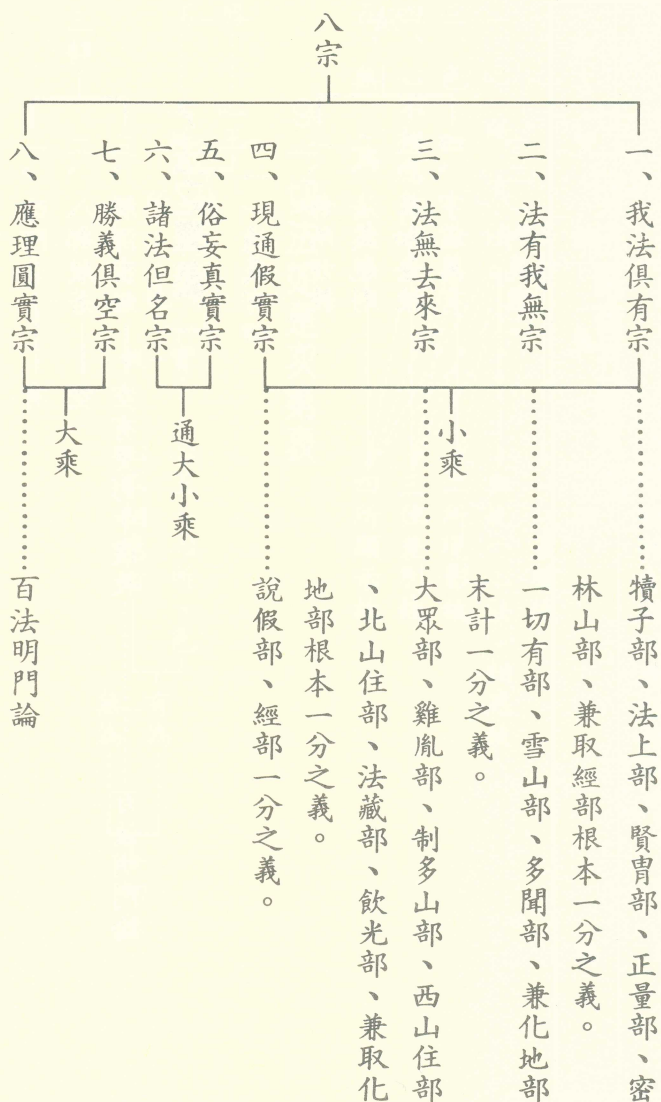 八宗
一、我法俱有宗
二、法有我無宗
三、法無去來宗
四、現通假實宗
五、俗妄真實宗
六、諸法但名宗
七、勝義俱空宗
八、應理圓實宗
小乘
通大小乘
大乘
犢子部、法上部、賢冑部、正量部、密
林山部、兼取經部根本一分之義。
一切有部、雪山部、多聞部、兼化地部
末計一分之義。
大眾部、雞胤部、制多山部、西山住部
、北山住部、法藏部、飲光部、兼取化
地部根本一分之義。
說假部、經部一分之義。
百法明門論